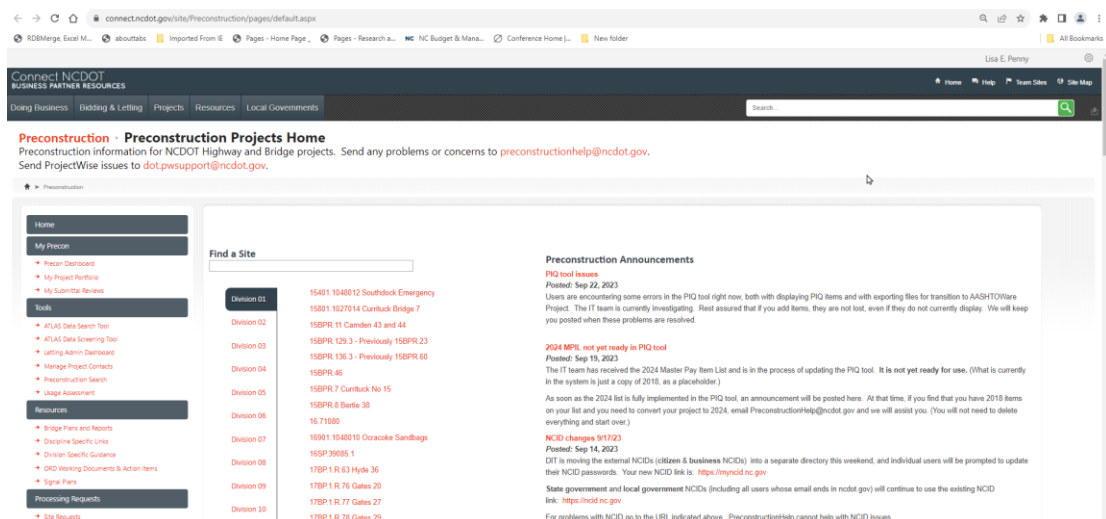 connect.ncdot.gov/site/Preconstruction/pages/default.aspx
RDBMerge, Excel M... abouttabs Imported From IE Pages - Home Page_ Pages - Research a... NC NC Budget & Mana... Conference Home |... New folder All Bookmarks
Lisa E. Penny
Connect NCDOT
BUSINESS PARTNER RESOURCES
Home Help Team Sites Site Map
Doing Business Bidding & Letting Projects Resources Local Governments Search...
Preconstruction Preconstruction Projects Home
Preconstruction information for NCDOT Highway and Bridge projects. Send any problems or concerns to preconstructionhelp@ncdot.gov.
Send ProjectWise issues to dot.pwsupport@ncdot.gov.
Preconstruction
Home
My Precon
Precon Dashboard
My Project Portfolio
My Submittal Reviews
Tools
ATLAS Data Search Tool
ATLAS Data Screening Tool
Letting Admin Dashboard
Manage Project Contacts
Preconstruction Search
Usage Assessment
Resources
Bridge Plans and Reports
Discipline Specific Links
Division Specific Guidance
ORD Working Documents & Action Items
Signal Plans
Processing Requests
Site Requests
Find a Site
Division 01
Division 02
Division 03
Division 04
Division 05
Division 06
Division 07
Division 08
Division 09
Division 10
15401.1048012 Southdock Emergency
15801.1027014 Currituck Bridge 7
15BPR.11 Camden 43 and 44
15BPR.129.3 - Previously 15BPR.23
15BPR.136.3 - Previously 15BPR.60
15BPR.46
15BPR.7 Currituck No 15
15BPR.8 Bertie 38
16.71080
16901.1048010 Ocracoke Sandbags
16SP.39085.1
17BP.1.R.63 Hyde 36
17BP.1.R.76 Gates 20
17BP.1.R.77 Gates 27
17BP.1.R.78 Gates 29
Preconstruction Announcements
PIQ tool issues
Posted: Sep 22, 2023
Users are encountering some errors in the PIQ tool right now, both with displaying PIQ items and with exporting files for transition to AASHTOWare
Project. The IT team is currently investigating. Rest assured that if you add items, they are not lost, even if they do not currently display. We will keep
you posted when these problems are resolved.
2024 MPIL not yet ready in PIQ tool
Posted: Sep 19, 2023
The IT team has received the 2024 Master Pay Item List and is in the process of updating the PIQ tool. It is not yet ready for use. (What is currently
in the system is just a copy of 2018, as a placeholder.)
As soon as the 2024 list is fully implemented in the PIQ tool, an announcement will be posted here. At that time, if you find that you have 2018 items
on your list and you need to convert your project to 2024, email PreconstructionHelp@ncdot.gov and we will assist you. (You will not need to delete
everything and start over.)
NCID changes 9/17/23
Posted: Sep 14, 2023
DIT is moving the external NCIDs (citizen & business NCIDs) into a separate directory this weekend, and individual users will be prompted to update
their NCID passwords. Your new NCID link is: https://myncid.nc.gov
State government and local government NCIDs (including all users whose email ends in ncdot.gov) will continue to use the existing NCID
link: https://ncid.nc.gov
For problems with NCID go to the URL indicated above. PreconstructionHelp cannot help with NCID issues.